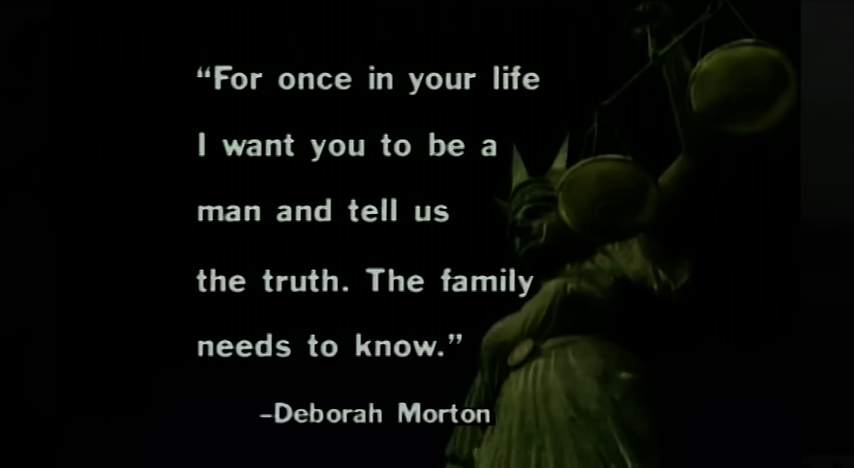 “For once in your life
I want you to be a
man and tell us
the truth. The family
needs to know.”
–Deborah Morton